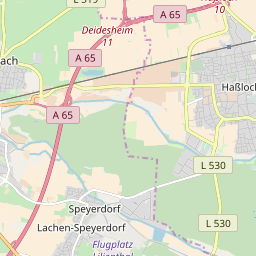 A 65
10
Deidesheim
11
A 65
ach
Haßloch
A 65
L 530
Speyerdorf
Lachen-Speyerdorf
L 530
Flugplatz
Lilienthal